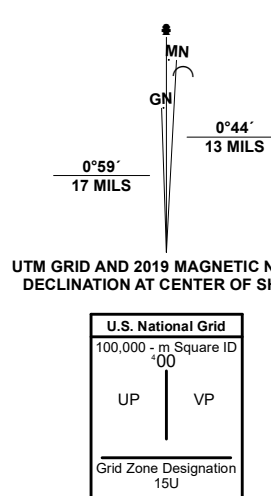 MN
GN
0°44´
13 MILS
0°59´
17 MILS
UTM GRID AND 2019 MAGNETIC N
DECLINATION AT CENTER OF SH
U.S. National Grid
100,000 - m Square ID
⁴00
UP VP
Grid Zone Designation
15U